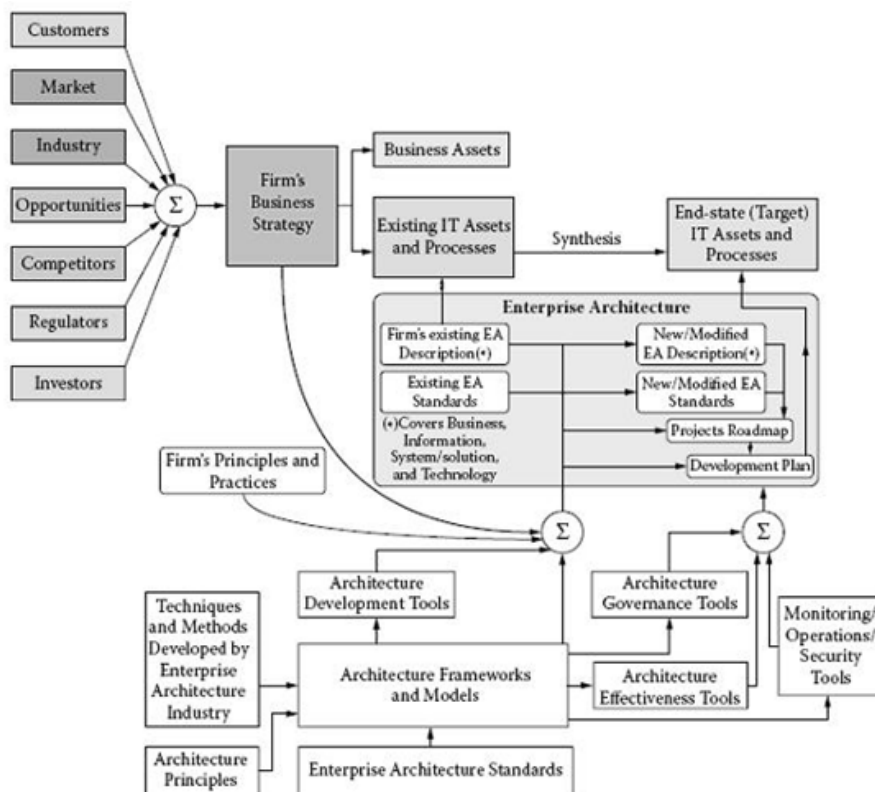 Customers
Market
Industry
Opportunities
Competitors
Regulators
Investors
Σ
Firm's
Business
Strategy
Business Assets
Existing IT Assets
and Processes
Synthesis
End-state (Target)
IT Assets and
Processes
Enterprise Architecture
Firm's existing EA
Description(•)
New/Modified
EA Description(•)
Existing EA
Standards
New/Modified EA
Standards
(•)Covers Business,
Information,
System/solution,
and Technology
Projects Roadmap
Development Plan
Firm's Principles and
Practices
Σ
Σ
Architecture
Development Tools
Architecture
Governance Tools
Techniques
and Methods
Developed by
Enterprise
Architecture
Industry
Architecture Frameworks
and Models
Architecture
Effectiveness Tools
Monitoring/
Operations/
Security
Tools
Architecture
Principles
Enterprise Architecture Standards